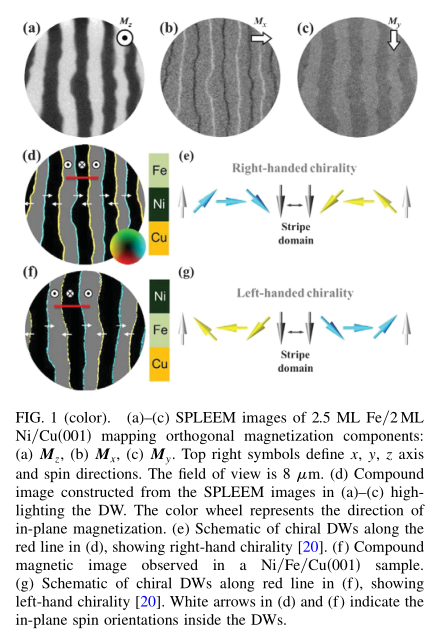 (a)
M_z
(b)
M_x
(c)
M_y
(d)
Fe
Ni
Cu
(e)
Right-handed chirality
Stripe
domain
(f)
Ni
Fe
Cu
(g)
Left-handed chirality
Stripe
domain
FIG. 1 (color). (a)–(c) SPLEEM images of 2.5 ML Fe/2 ML
Ni/Cu(001) mapping orthogonal magnetization components:
(a) M_z, (b) M_x, (c) M_y. Top right symbols define x, y, z axis
and spin directions. The field of view is 8 μm. (d) Compound
image constructed from the SPLEEM images in (a)–(c) high-
lighting the DW. The color wheel represents the direction of
in-plane magnetization. (e) Schematic of chiral DWs along the
red line in (d), showing right-hand chirality [20]. (f) Compound
magnetic image observed in a Ni/Fe/Cu(001) sample.
(g) Schematic of chiral DWs along red line in (f), showing
left-hand chirality [20]. White arrows in (d) and (f) indicate the
in-plane spin orientations inside the DWs.